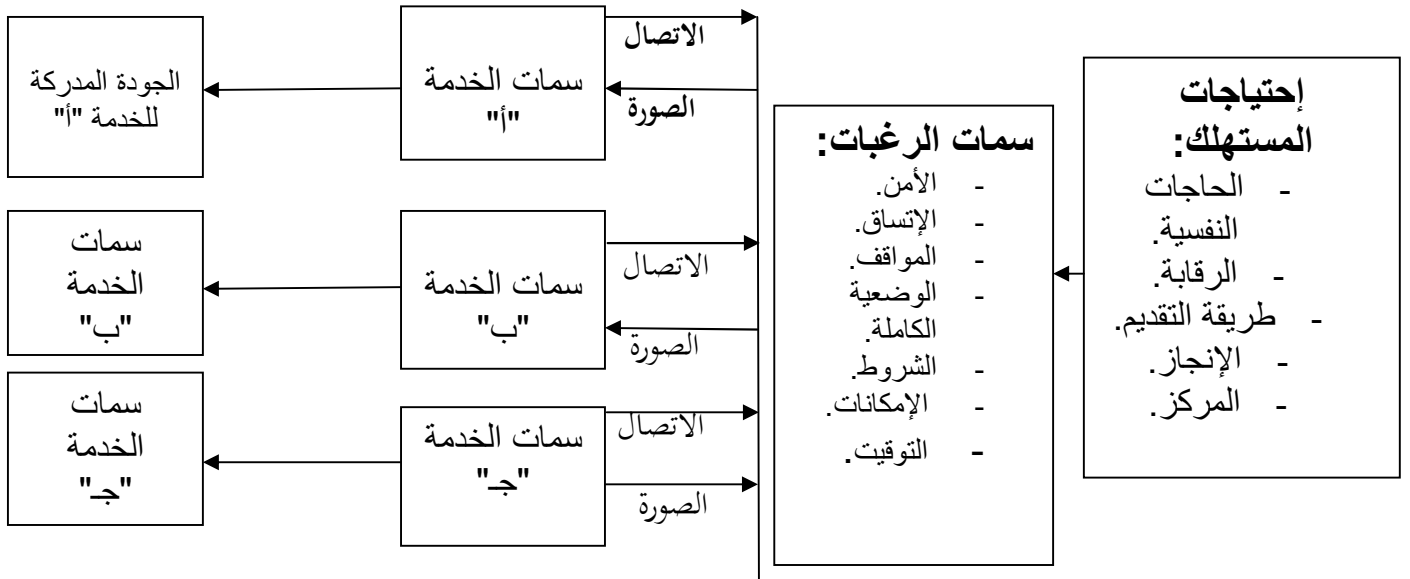 إحتياجات
المستهلك:
- الحاجات
النفسية.
- الرقابة.
- طريقة التقديم.
- الإنجاز.
- المركز.
سمات الرغبات:
- الأمن.
- الإتساق.
- المواقف.
- الوضعية
الكاملة.
- الشروط.
- الإمكانات.
- التوقيت.
الاتصال
الصورة
سمات الخدمة
"أ"
الجودة المدركة
للخدمة "أ"
الاتصال
الصورة
سمات الخدمة
"ب"
سمات
الخدمة
"ب"
الاتصال
الصورة
سمات الخدمة
"جـ"
سمات
الخدمة
"جـ"